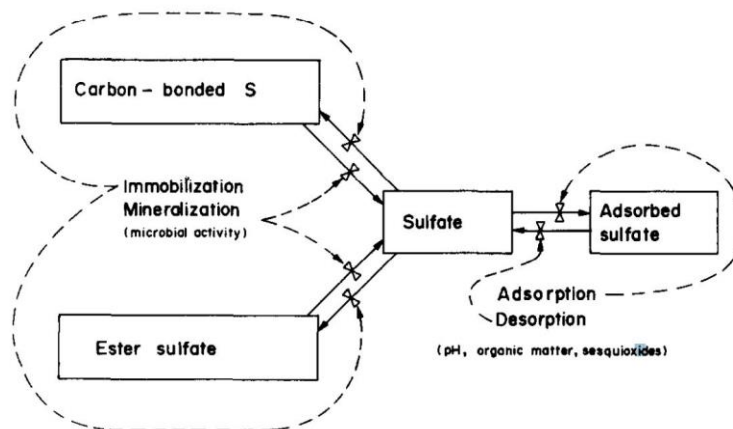 Carbon - bonded S
Immobilization
Mineralization
(microbial activity)
Sulfate
Adsorbed
sulfate
Adsorption
Desorption
(pH, organic matter, sesquioxides)
Ester sulfate